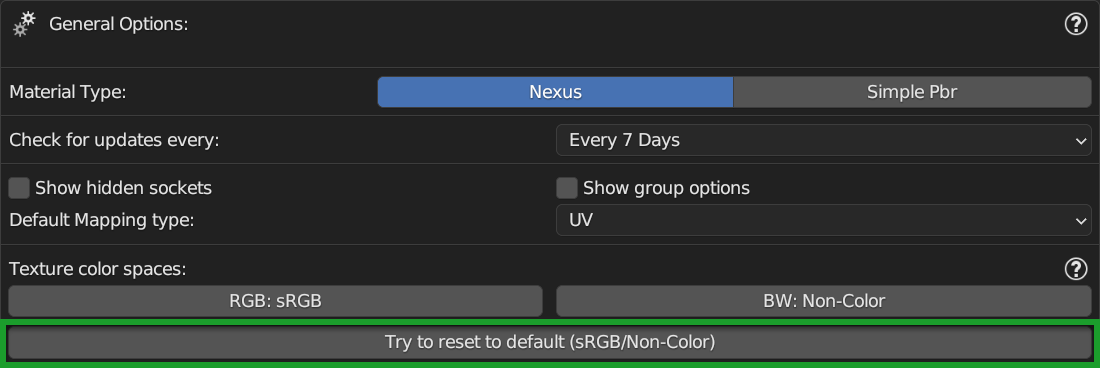 General Options:
Material Type: Nexus Simple Pbr
Check for updates every: Every 7 Days
Show hidden sockets Show group options
Default Mapping type: UV
Texture color spaces:
RGB: sRGB BW: Non-Color
Try to reset to default (sRGB/Non-Color)